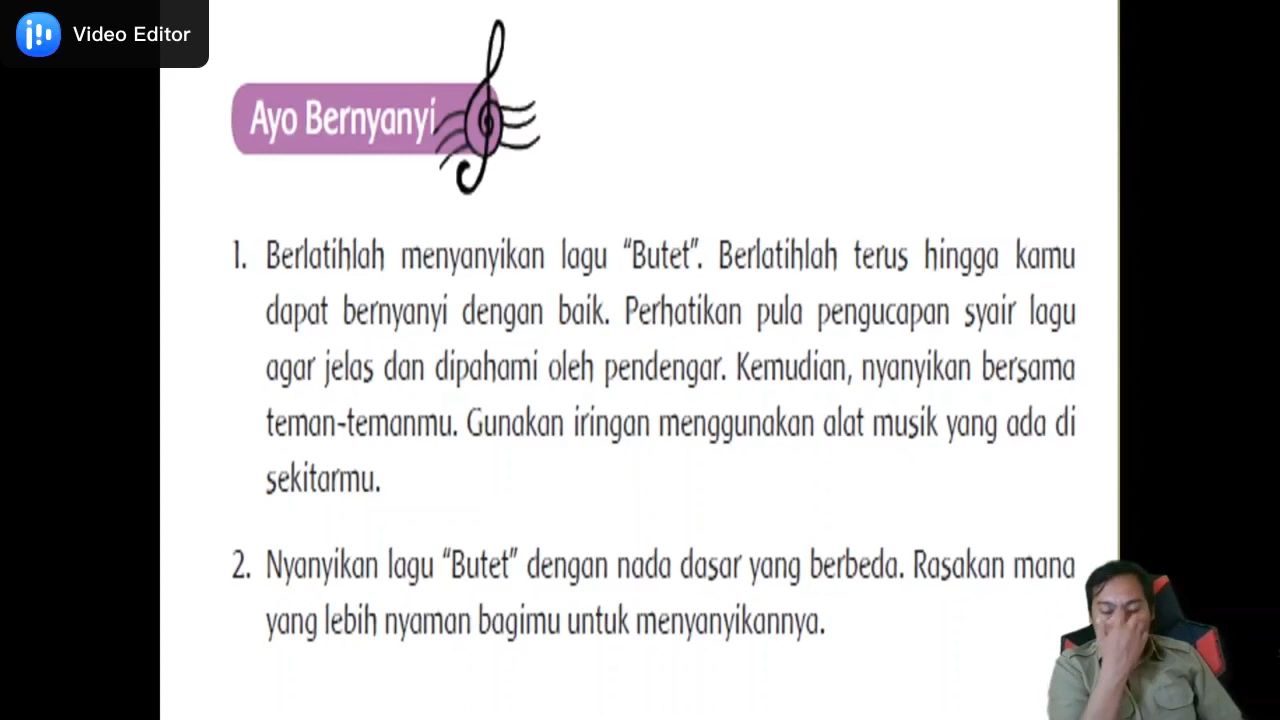 Video Editor
Ayo Bernyanyi
1. Berlatihlah menyanyikan lagu “Butet”. Berlatihlah terus hingga kamu
dapat bernyanyi dengan baik. Perhatikan pula pengucapan syair lagu
agar jelas dan dipahami oleh pendengar. Kemudian, nyanyikan bersama
teman-temanmu. Gunakan iringan menggunakan alat musik yang ada di
sekitarmu.
2. Nyanyikan lagu “Butet” dengan nada dasar yang berbeda. Rasakan mana
yang lebih nyaman bagimu untuk menyanyikannya.